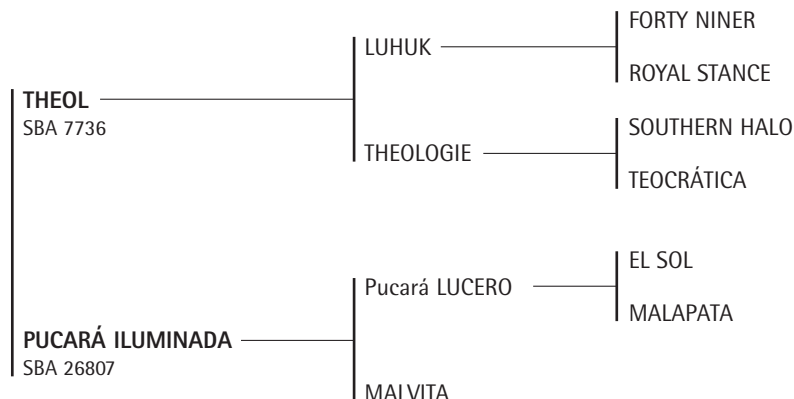 FORTY NINER
LUHUK
ROYAL STANCE
THEOL
SBA 7736
SOUTHERN HALO
THEOLOGIE
TEOCRÁTICA
EL SOL
Pucará LUCERO
MALAPATA
PUCARÁ ILUMINADA
SBA 26807
MALVITA